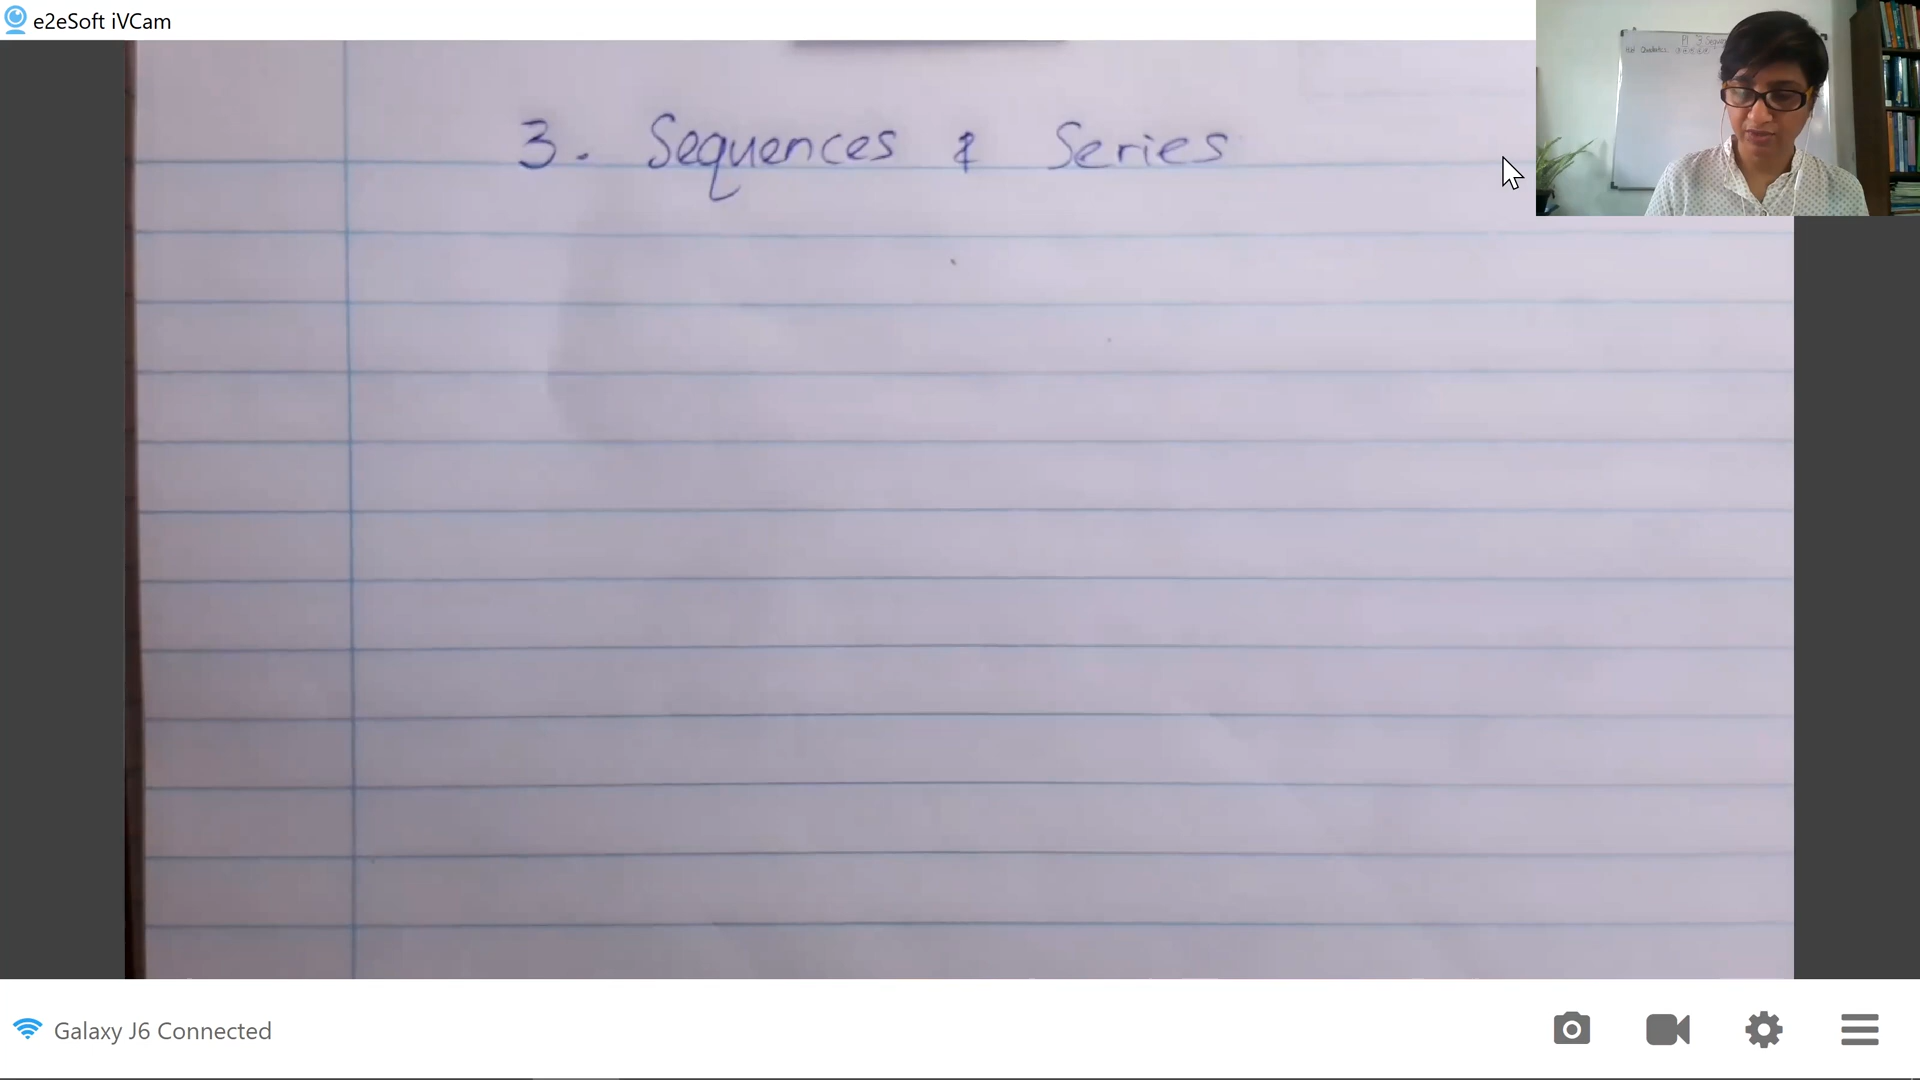 e2eSoft iVCam
3. Sequences & Series
Galaxy J6 Connected